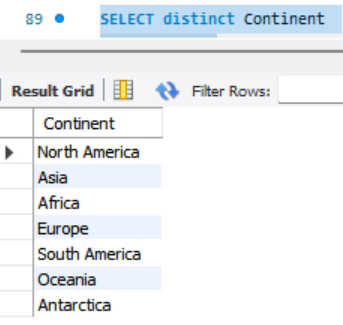 89 SELECT distinct Continent
Result Grid Filter Rows:
Continent
North America
Asia
Africa
Europe
South America
Oceania
Antarctica